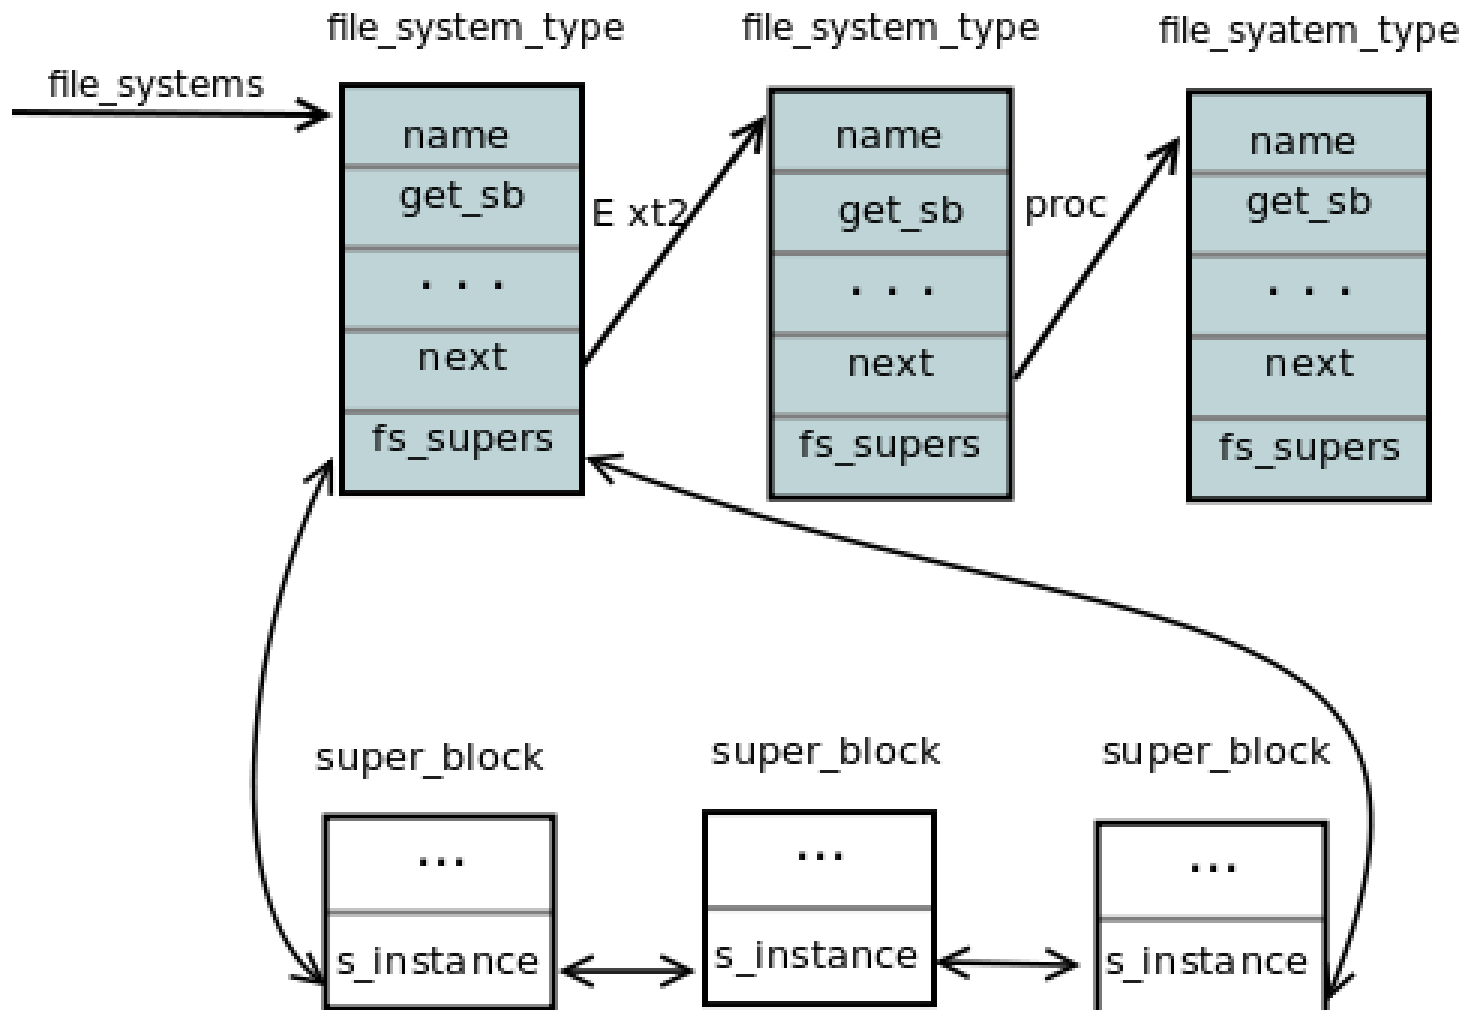 file_system_type file_system_type file_syatem_type
file_systems
name name name
get_sb get_sb get_sb
E xt2 proc
. . . . . . . . .
next next next
fs_supers fs_supers fs_supers
super_block super_block super_block
... ... ...
s_instance s_instance s_instance